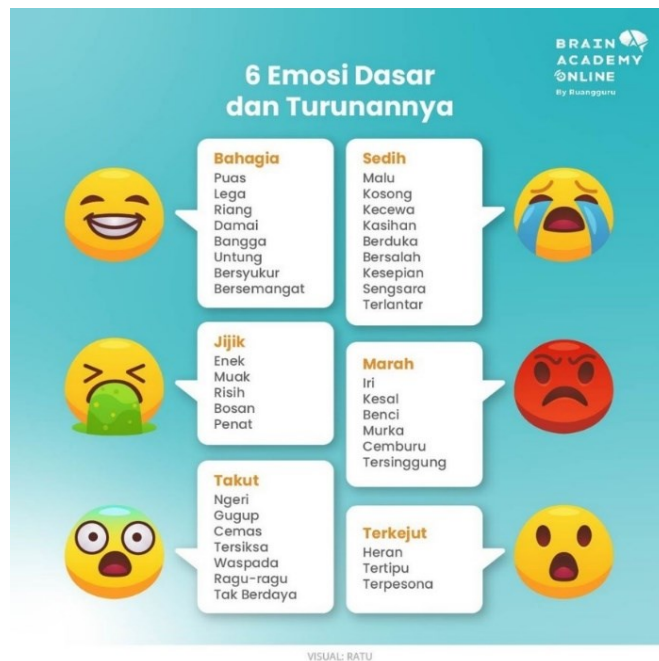 BRAIN
ACADEMY
ONLINE
By Ruangguru
6 Emosi Dasar
dan Turunannya
Bahagia
Puas
Lega
Riang
Damai
Bangga
Untung
Bersyukur
Bersemangat
Sedih
Malu
Kosong
Kecewa
Kasihan
Berduka
Bersalah
Kesepian
Sengsara
Terlantar
Jijik
Enek
Muak
Risih
Bosan
Penat
Marah
Iri
Kesal
Benci
Murka
Cemburu
Tersinggung
Takut
Ngeri
Gugup
Cemas
Tersiksa
Waspada
Ragu-ragu
Tak Berdaya
Terkejut
Heran
Tertipu
Terpesona
VISUAL: RATU